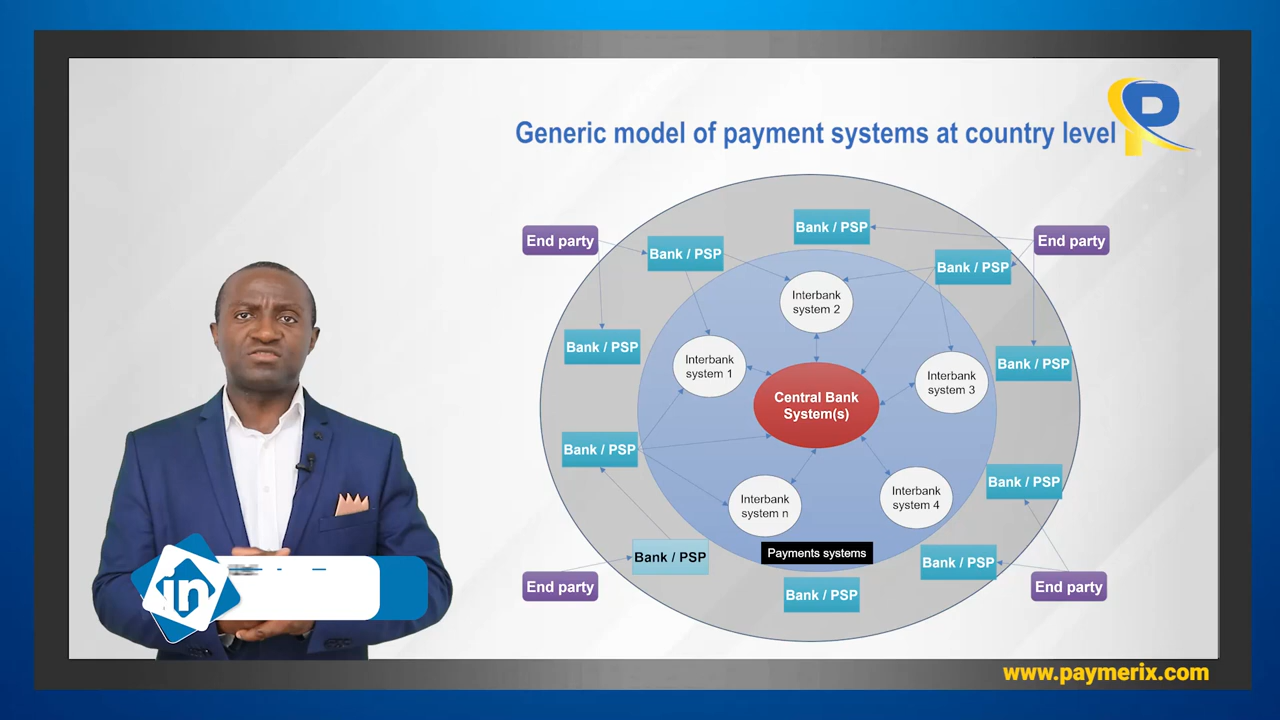 Generic model of payment systems at country level
P
End party
Bank / PSP
Bank / PSP
Bank / PSP
End party
Bank / PSP
Interbank
system 2
Bank / PSP
Interbank
system 1
Central Bank
System(s)
Interbank
system 3
Bank / PSP
Bank / PSP
Interbank
system n
Interbank
system 4
Bank / PSP
Bank / PSP
Payments systems
Bank / PSP
End party
Bank / PSP
End party
in
www.paymerix.com